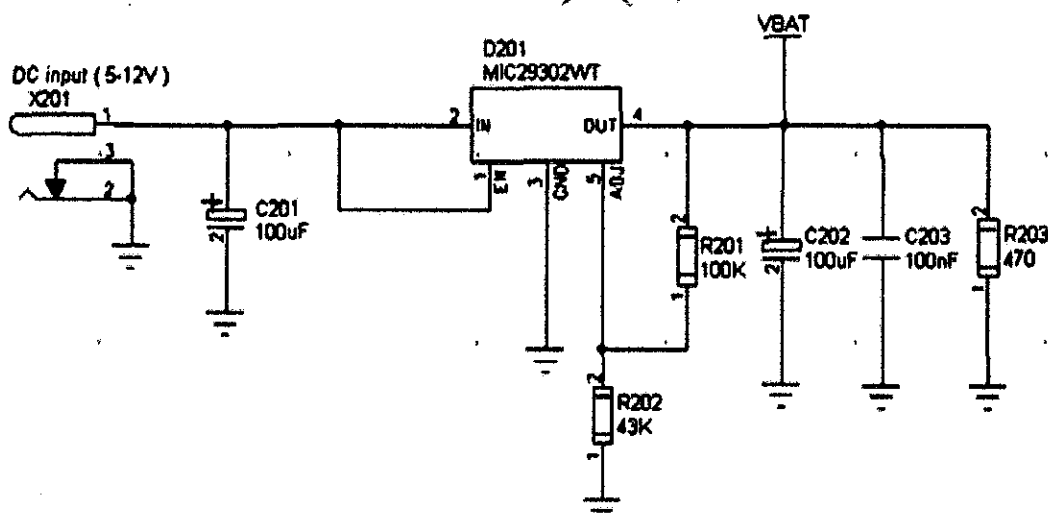 VBAT
D201
MIC29302WT
DC input ( 5-12V )
X201
1
2
IN
OUT
4
3
2
1
EN
3
GND
5
ADJ
C201
100uF
2
2
R201
100K
1
C202
100uF
2
C203
100nF
2
R203
470
1
2
R202
43K
1